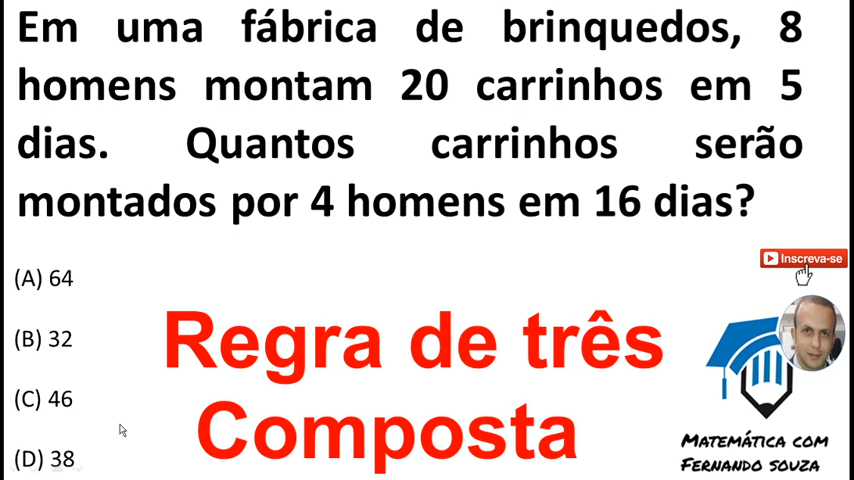 Em uma fábrica de brinquedos, 8
homens montam 20 carrinhos em 5
dias. Quantos carrinhos serão
montados por 4 homens em 16 dias?
Inscreva-se
(A) 64
(B) 32
(C) 46
(D) 38
Regra de três
Composta
Matemática com
Fernando Souza